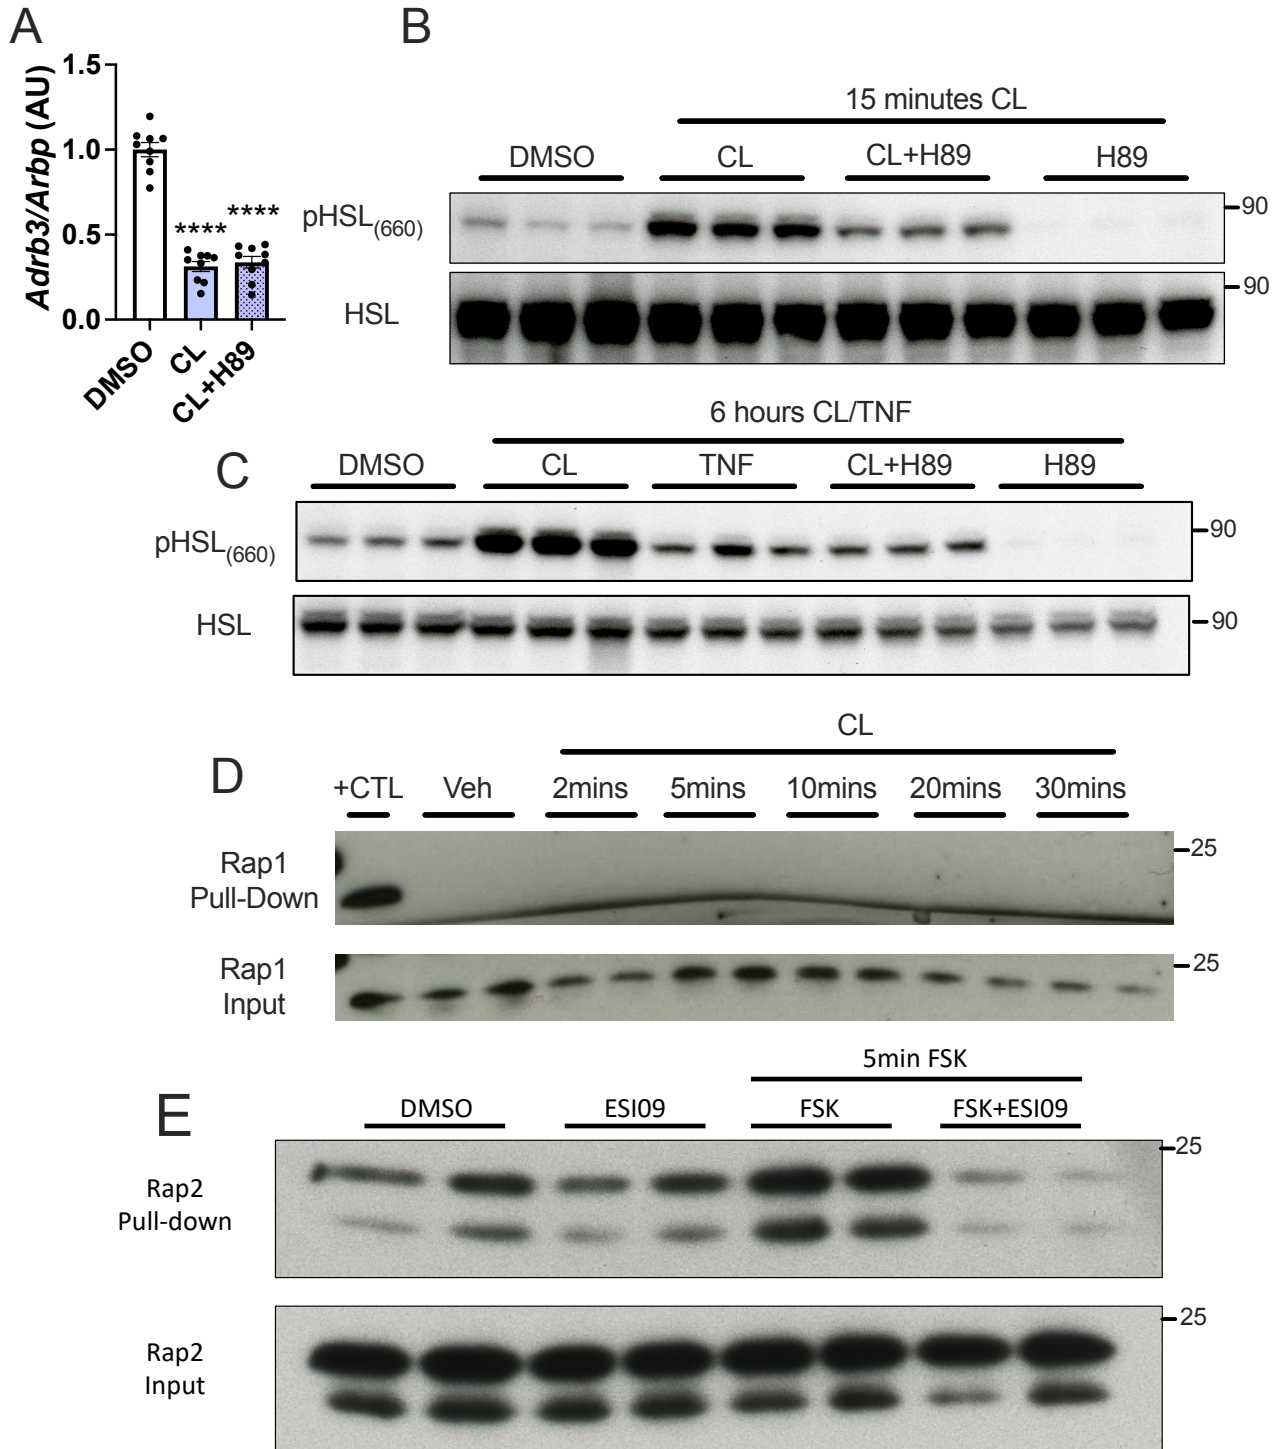 A
Adrb3/Arbp (AU)
1.5
1.0
0.5
0.0
****
****
DMSO
CL
CL+H89
B
15 minutes CL
DMSO CL CL+H89 H89
pHSL(660)
90
HSL
90
C
6 hours CL/TNF
DMSO CL TNF CL+H89 H89
pHSL(660)
90
HSL
90
D
CL
+CTL Veh 2mins 5mins 10mins 20mins 30mins
Rap1
Pull-Down
25
Rap1
Input
25
E
5min FSK
DMSO ESI09 FSK FSK+ESI09
Rap2
Pull-down
25
Rap2
Input
25